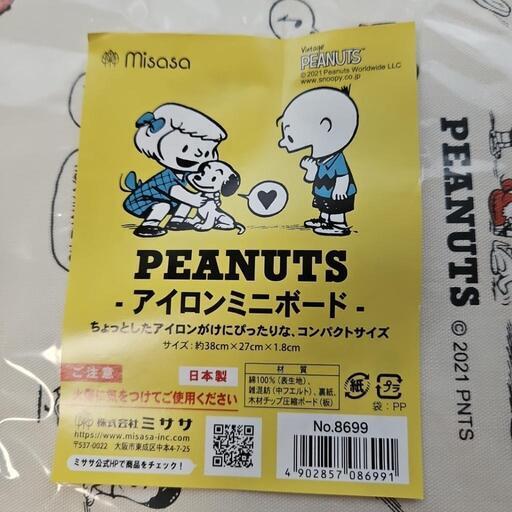 misasa
Vintage
PEANUTS™
©2021 Peanuts Worldwide LLC
www.snoopy.co.jp
PEANUTS
- アイロンミニボード -
ちょっとしたアイロンがけにぴったりな、コンパクトサイズ
サイズ：約38cm×27cm×1.8cm
ご注意
日本製
火傷に気をつけてご使用ください
株式会社ミササ
https://www.misasa-inc.com
〒537-0022 大阪市東成区中本4-7-25
ミササ公式HPで商品をチェック！
材質
綿100%（表生地）、
雑混紡（中フエルト）、裏紙、
木材チップ圧縮ボード（板）
紙
プラ
袋：PP
No.8699
4 902857 086991
PEANUTS © 2021 PNTS